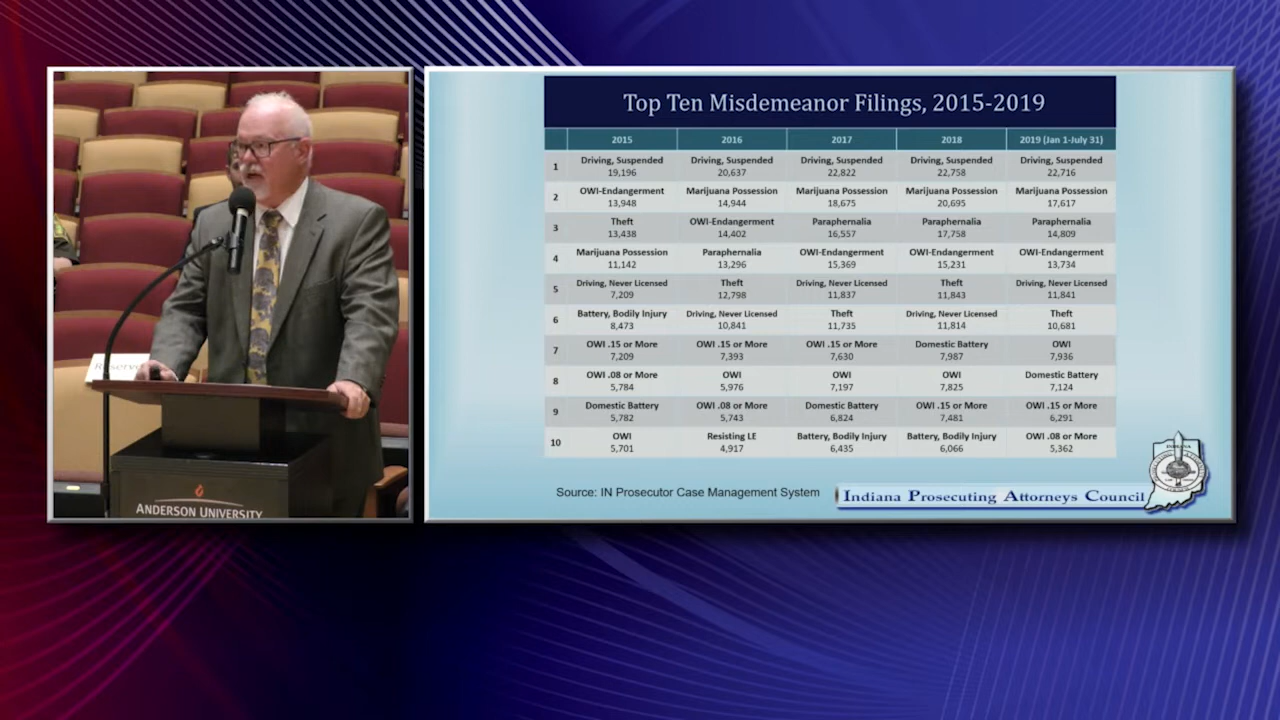 Reserve
ANDERSON UNIVERSITY
Top Ten Misdemeanor Filings, 2015-2019
2015 2016 2017 2018 2019 (Jan 1-July 31)
1 Driving, Suspended Driving, Suspended Driving, Suspended Driving, Suspended Driving, Suspended
19,196 20,637 22,822 22,758 22,716
2 OWI-Endangerment Marijuana Possession Marijuana Possession Marijuana Possession Marijuana Possession
13,948 14,944 18,675 20,695 17,617
3 Theft OWI-Endangerment Paraphernalia Paraphernalia Paraphernalia
13,438 14,402 16,557 17,758 14,809
4 Marijuana Possession Paraphernalia OWI-Endangerment OWI-Endangerment OWI-Endangerment
11,142 13,296 15,369 15,231 13,734
5 Driving, Never Licensed Theft Driving, Never Licensed Theft Driving, Never Licensed
7,209 12,798 11,837 11,843 11,841
6 Battery, Bodily Injury Driving, Never Licensed Theft Driving, Never Licensed Theft
8,473 10,841 11,735 11,814 10,681
7 OWI .15 or More OWI .15 or More OWI .15 or More Domestic Battery OWI
7,209 7,393 7,630 7,987 7,936
8 OWI .08 or More OWI OWI OWI Domestic Battery
5,784 5,976 7,197 7,825 7,124
9 Domestic Battery OWI .08 or More Domestic Battery OWI .15 or More OWI .15 or More
5,782 5,743 6,824 7,481 6,291
10 OWI Resisting LE Battery, Bodily Injury Battery, Bodily Injury OWI .08 or More
5,701 4,917 6,435 6,066 5,362
Source: IN Prosecutor Case Management System
INDIANA
Indiana Prosecuting Attorneys Council